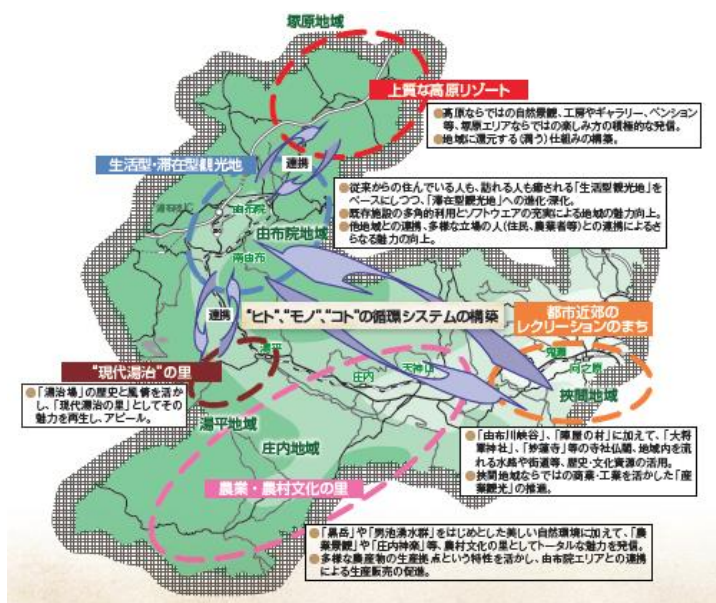 塚原地域
上質な高原リゾート
●高原ならではの自然景観、工房やギャラリー、ペンション
等、塚原エリアならではの楽しみ方の積極的な発信。
●地域に還元する(潤う)仕組みの構築。
生活型・滞在型観光地
連携
●従来からの住んでいる人も、訪れる人も癒される「生活型観光地」を
ベースにしつつ、「滞在型観光地」への進化・深化。
●既存施設の多角的利用とソフトウエアの充実による地域の魅力向上。
●他地域との連携、多様な立場の人(住民、農業者等)との連携によるさ
らなる魅力の向上。
由布院
由布院地域
南由布
連携
"ヒト"、"モノ"、"コト"の循環システムの構築
都市近郊の
レクリーションのまち
鬼瀬
向之原
挟間地域
"現代湯治"の里
●「湯治場」の歴史と風情を活か
し、「現代湯治の里」としてその
魅力を再生し、アピール。
湯平
庄内
天神山
湯平地域
庄内地域
●「由布川峡谷」、「陣屋の村」に加えて、「大将
軍神社」、「妙蓮寺」等の寺社仏閣、地域内を流
れる水路や街道等、歴史・文化資源の活用。
●挟間地域ならではの商業・工業を活かした「産
業観光」の推進。
農業・農村文化の里
●「黒岳」や「男池湧水群」をはじめとした美しい自然環境に加えて、「農
業景観」や「庄内神楽」等、農村文化の里としてトータルな魅力を発信。
●多様な農産物の生産拠点という特性を活かし、由布院エリアとの連携
による生産販売の促進。